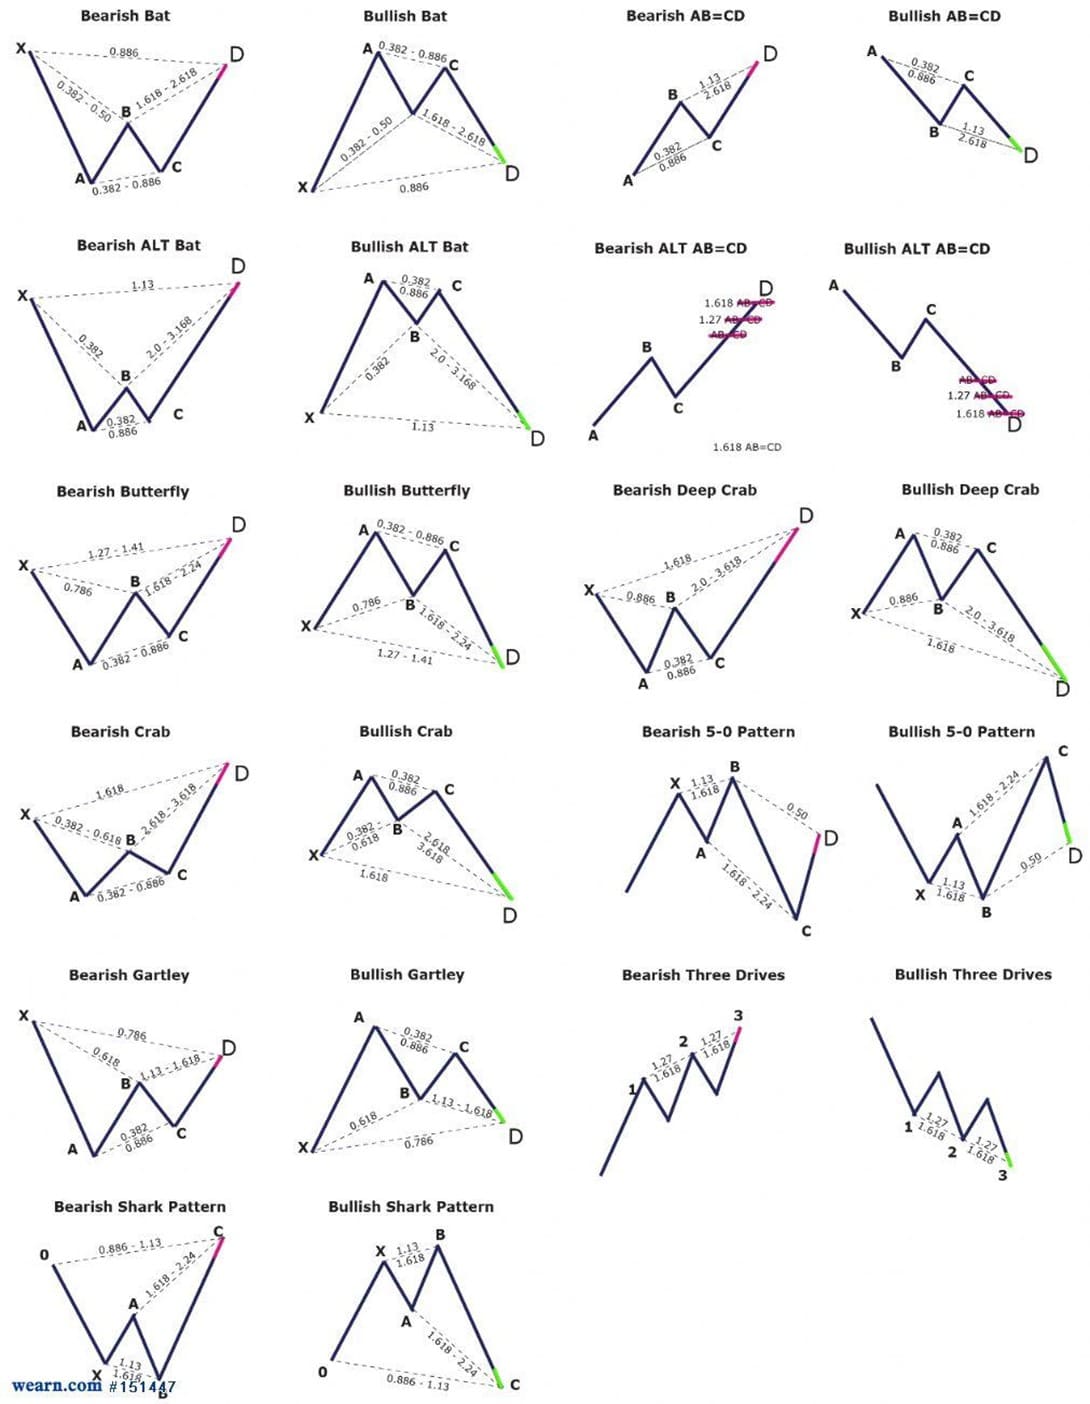 Bearish Bat
X
0.886
D
0.382 - 0.50
1.618 - 2.618
B
A
C
0.382 - 0.886
Bullish Bat
A
0.382 - 0.886
C
0.382 - 0.50
1.618 - 2.618
X
0.886
D
Bearish AB=CD
D
B
1.13
2.618
0.382
0.886
C
A
Bullish AB=CD
A
0.382
0.886
C
B
1.13
2.618
D
Bearish ALT Bat
D
X
1.13
0.382
2.0 - 3.168
B
A
0.382
0.886
C
Bullish ALT Bat
A
0.382
0.886
C
B
0.382
2.0 - 3.168
X
1.13
D
Bearish ALT AB=CD
D
1.618 AB=CD
1.27 AB=CD
AB=CD
B
C
A
1.618 AB=CD
Bullish ALT AB=CD
A
C
B
AB=CD
1.27 AB=CD
1.618 AB=CD
D
Bearish Butterfly
D
X
1.27 - 1.41
0.786
B
1.618 - 2.24
A
0.382 - 0.886
C
Bullish Butterfly
A
0.382 - 0.886
C
0.786
B
1.618 - 2.24
X
1.27 - 1.41
D
Bearish Deep Crab
D
X
1.618
0.886
B
2.0 - 3.618
A
0.382
0.886
C
Bullish Deep Crab
A
0.382
0.886
C
0.886
B
X
2.0 - 3.618
1.618
D
Bearish Crab
D
X
1.618
0.382 - 0.618
B
2.618 - 3.618
A
0.382 - 0.886
C
Bullish Crab
A
0.382
0.886
C
0.382 -
0.618
B
2.618
3.618
X
1.618
D
Bearish 5-0 Pattern
X
1.13
1.618
B
0.50
D
A
1.618 - 2.24
C
Bullish 5-0 Pattern
C
1.618 - 2.24
A
D
0.50
X
1.13
1.618
B
Bearish Gartley
X
0.786
D
0.618
B
1.13 - 1.618
A
0.382
0.886
C
Bullish Gartley
A
0.382
0.886
C
B
0.618
1.13 - 1.618
X
0.786
D
Bearish Three Drives
3
2
1.27
1.618
1
1.27
1.618
Bullish Three Drives
1
1.27
1.618
2
1.27
1.618
3
Bearish Shark Pattern
0
0.886 - 1.13
C
1.618 - 2.24
A
X
1.13
1.618
B
Bullish Shark Pattern
X
1.13
1.618
B
A
1.618 - 2.24
0
0.886 - 1.13
C
wearn.com #151447